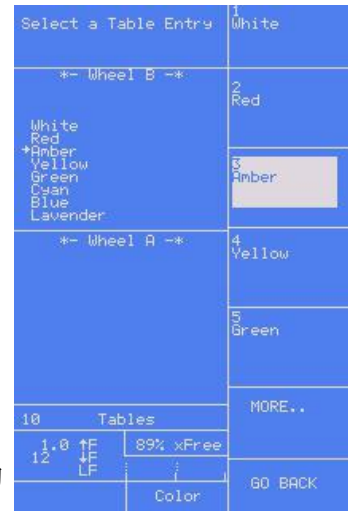 Select a Table Entry
*- Wheel B -*
White
Red
→Amber
Yellow
Green
Cyan
Blue
Lavender
*- Wheel A -*
10 Tables
1.0 ↑F
12 ↓F
LF
89% xFree
Color
1
White
2
Red
3
Amber
4
Yellow
5
Green
MORE..
GO BACK